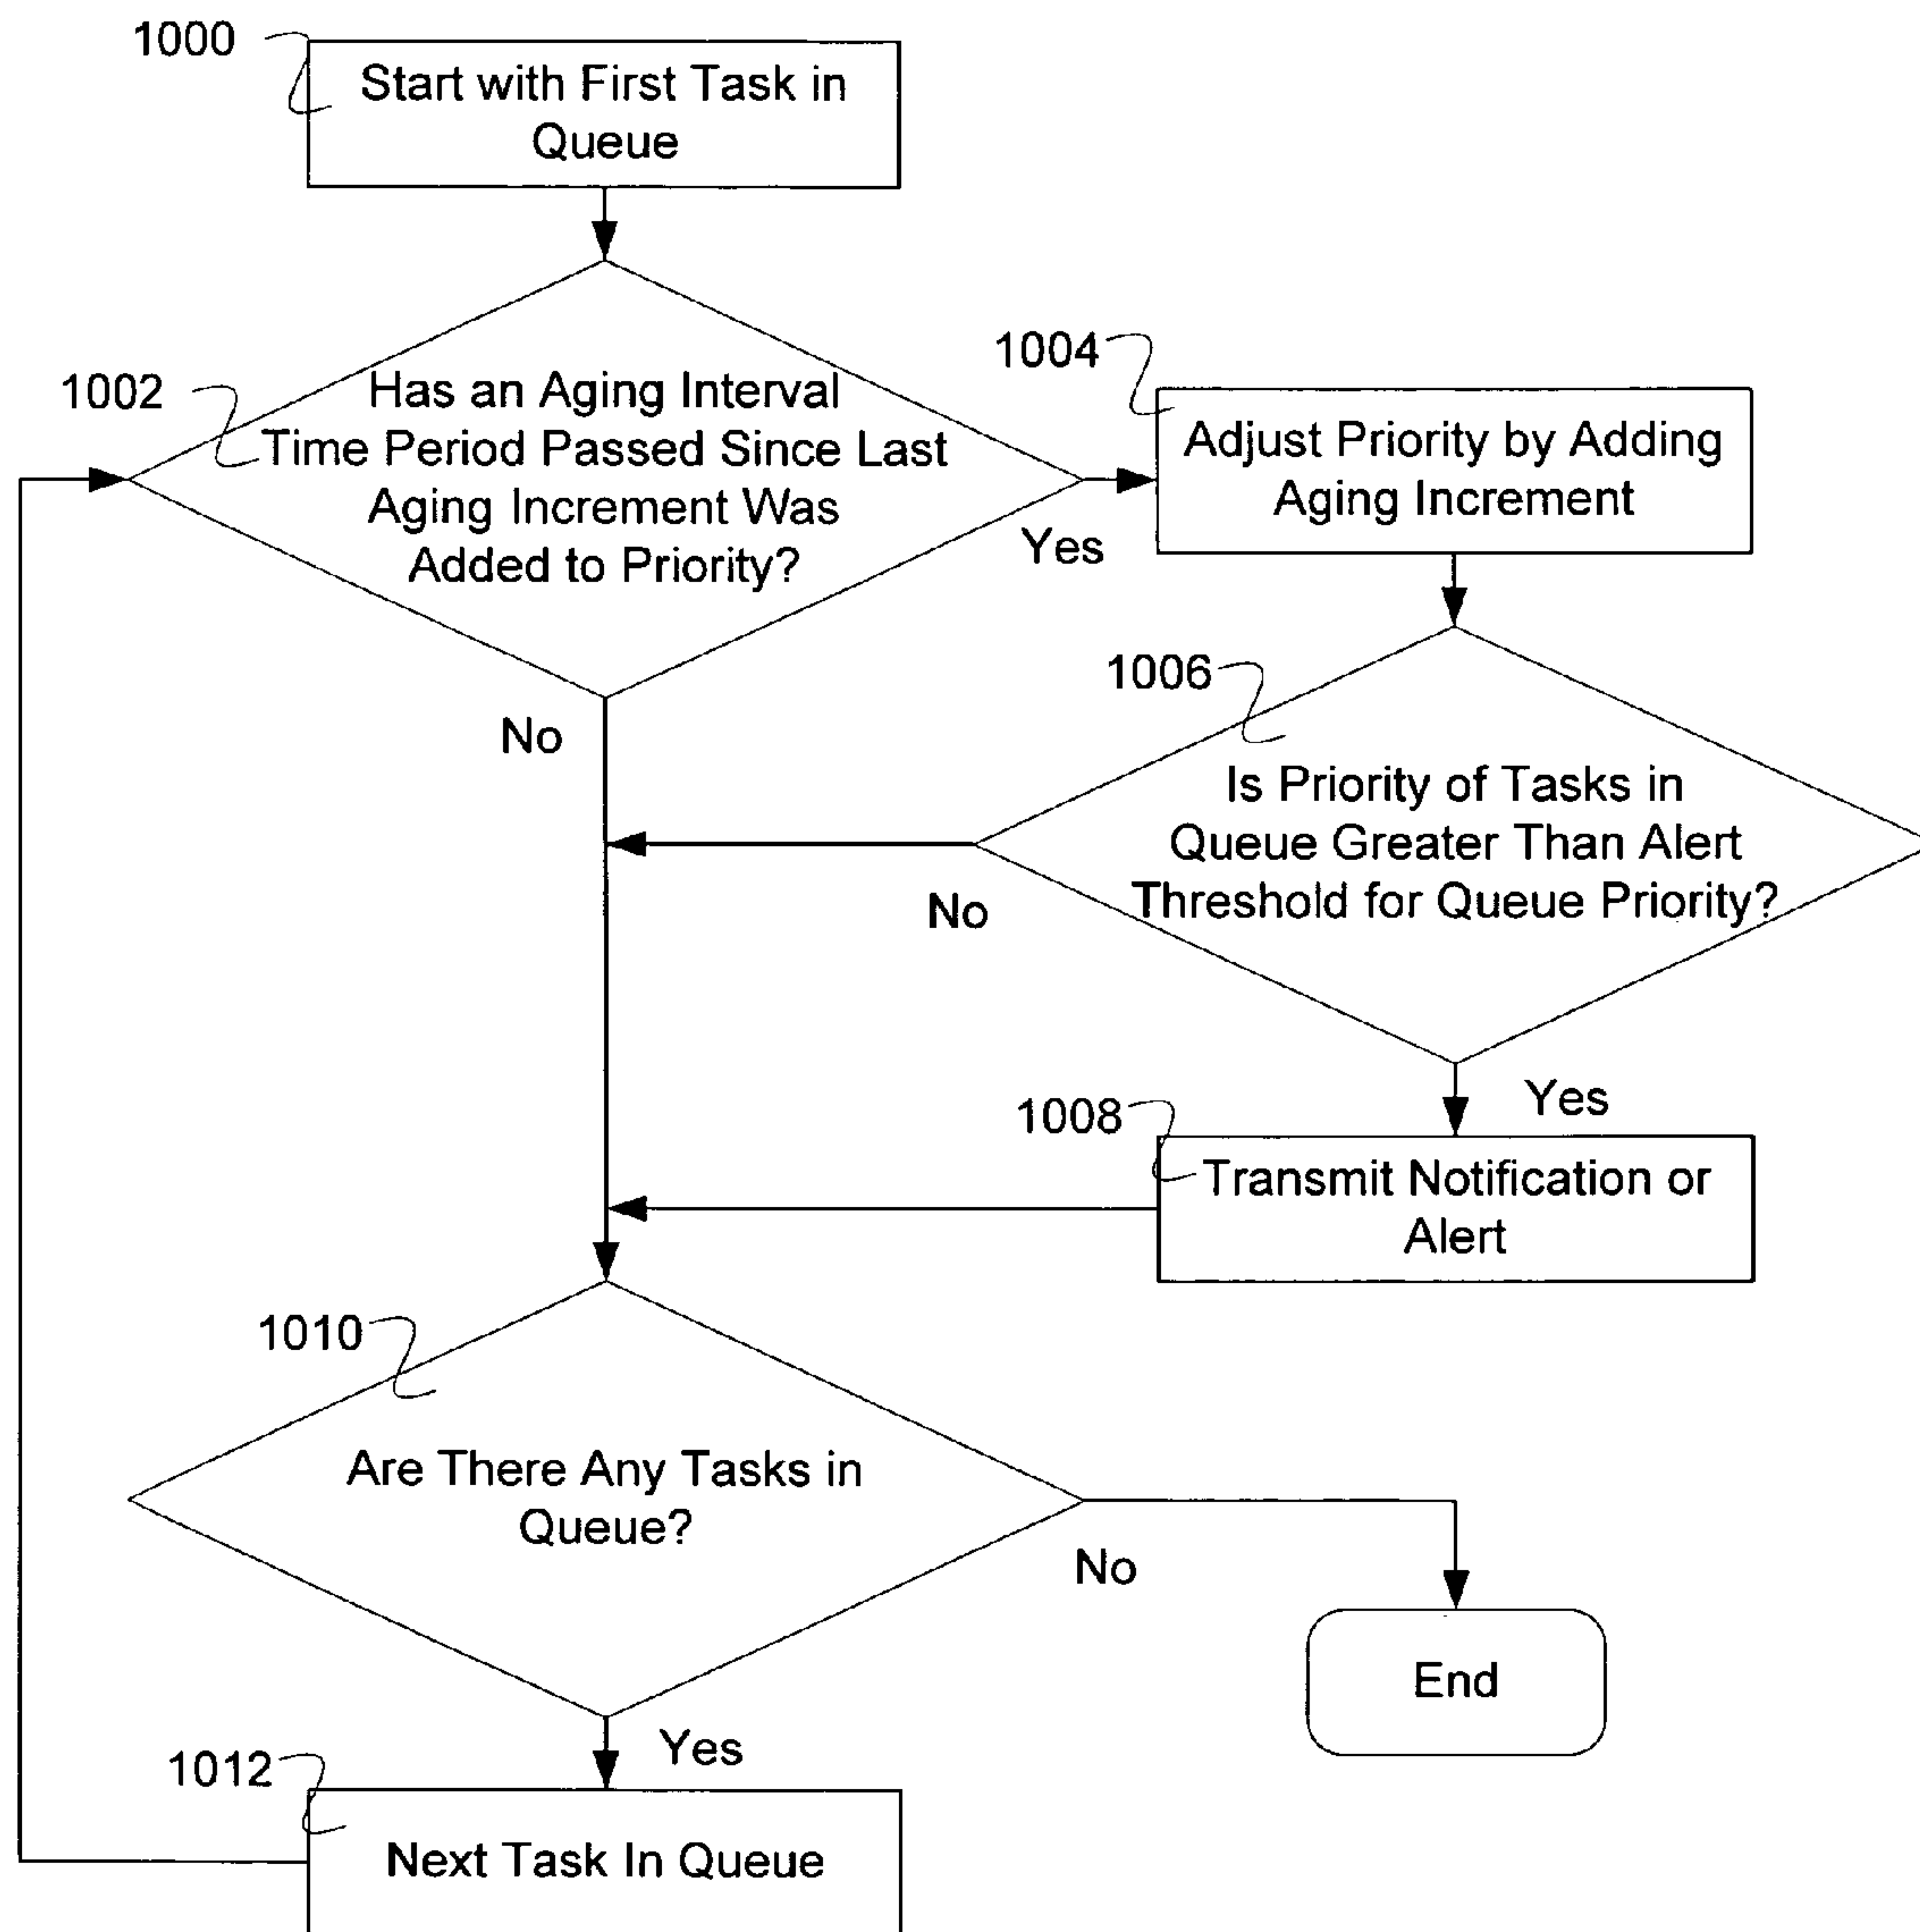 1000
Start with First Task in
Queue
1002
Has an Aging Interval
Time Period Passed Since Last
Aging Increment Was
Added to Priority?
Yes
No
1004
Adjust Priority by Adding
Aging Increment
1006
Is Priority of Tasks in
Queue Greater Than Alert
Threshold for Queue Priority?
No
Yes
1008
Transmit Notification or
Alert
1010
Are There Any Tasks in
Queue?
No
End
Yes
1012
Next Task In Queue